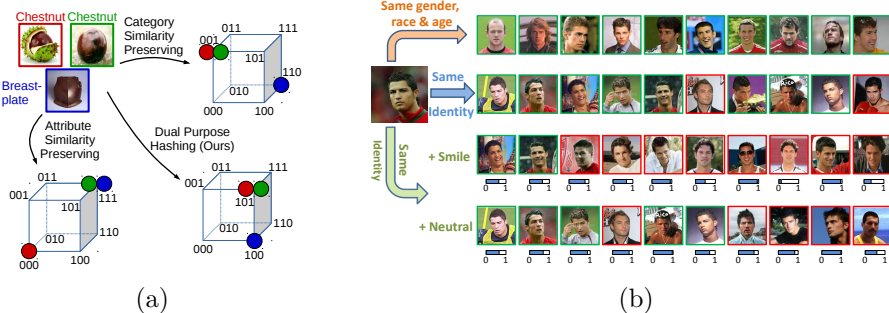 Chestnut Chestnut
Breast-
plate
Category
Similarity
Preserving
011
111
001
101
110
010
000
100
Attribute
Similarity
Preserving
Dual Purpose
Hashing (Ours)
011
111
101
110
010
000
100
011
111
001
101
110
010
000
100
(a)
Same gender,
race & age
Same
Identity
Same
Identity
+ Smile
0 1 0 1 0 1 0 1 0 1 0 1 0 1 0 1 0 1 0 1
+ Neutral
0 1 0 1 0 1 0 1 0 1 0 1 0 1 0 1 0 1 0 1
(b)